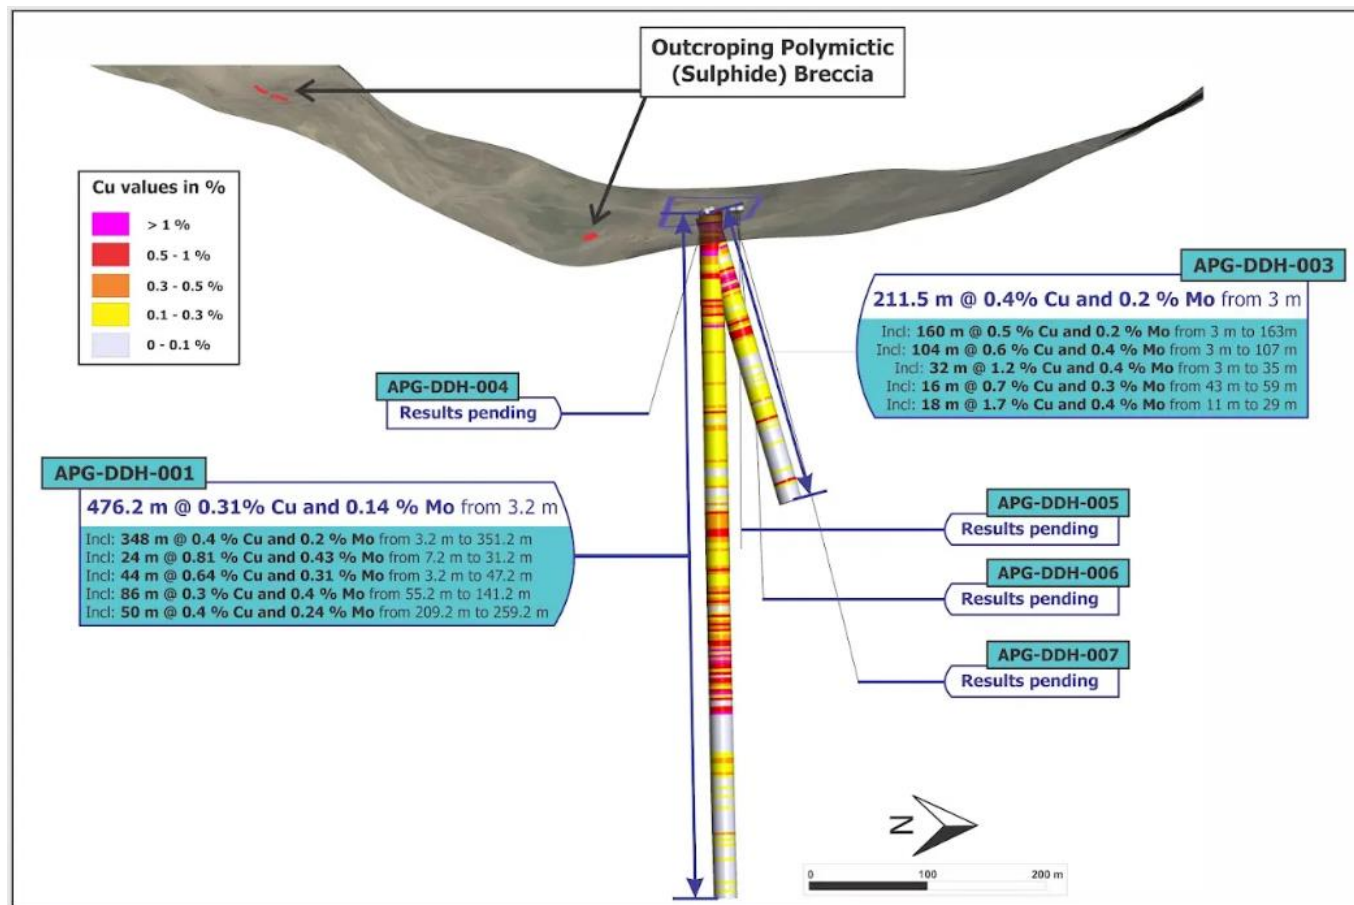 Outcroping Polymictic
(Sulphide) Breccia
Cu values in %
> 1 %
0.5 - 1 %
0.3 - 0.5 %
0.1 - 0.3 %
0 - 0.1 %
APG-DDH-003
211.5 m @ 0.4% Cu and 0.2 % Mo from 3 m
Incl: 160 m @ 0.5 % Cu and 0.2 % Mo from 3 m to 163m
Incl: 104 m @ 0.6 % Cu and 0.4 % Mo from 3 m to 107 m
Incl: 32 m @ 1.2 % Cu and 0.4 % Mo from 3 m to 35 m
Incl: 16 m @ 0.7 % Cu and 0.3 % Mo from 43 m to 59 m
Incl: 18 m @ 1.7 % Cu and 0.4 % Mo from 11 m to 29 m
APG-DDH-004
Results pending
APG-DDH-001
476.2 m @ 0.31% Cu and 0.14 % Mo from 3.2 m
Incl: 348 m @ 0.4 % Cu and 0.2 % Mo from 3.2 m to 351.2 m
Incl: 24 m @ 0.81 % Cu and 0.43 % Mo from 7.2 m to 31.2 m
Incl: 44 m @ 0.64 % Cu and 0.31 % Mo from 3.2 m to 47.2 m
Incl: 86 m @ 0.3 % Cu and 0.4 % Mo from 55.2 m to 141.2 m
Incl: 50 m @ 0.4 % Cu and 0.24 % Mo from 209.2 m to 259.2 m
APG-DDH-005
Results pending
APG-DDH-006
Results pending
APG-DDH-007
Results pending
N
0 100 200 m